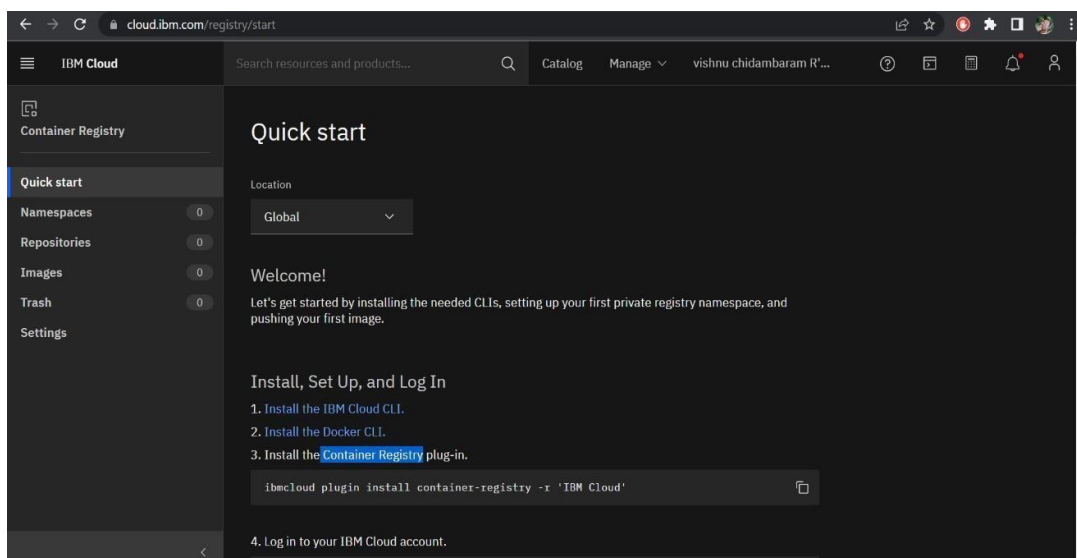 cloud.ibm.com/registry/start
IBM Cloud
Search resources and products...
Catalog
Manage
vishnu chidambaram R'...
Container Registry
Quick start
Namespaces 0
Repositories 0
Images 0
Trash 0
Settings
Quick start
Location
Global
Welcome!
Let's get started by installing the needed CLIs, setting up your first private registry namespace, and
pushing your first image.
Install, Set Up, and Log In
1. Install the IBM Cloud CLI.
2. Install the Docker CLI.
3. Install the Container Registry plug-in.
ibmcloud plugin install container-registry -r 'IBM Cloud'
4. Log in to your IBM Cloud account.